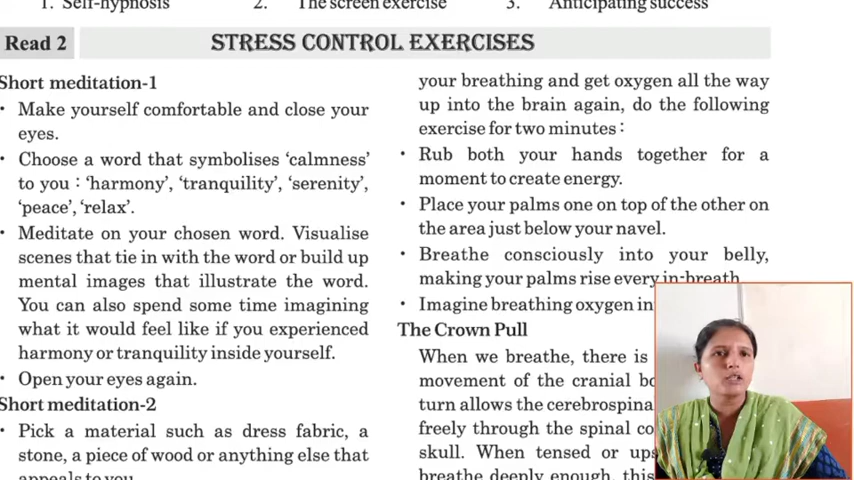 1. Self-hypnosis 2. The screen exercise 3. Anticipating success
Read 2 STRESS CONTROL EXERCISES
Short meditation-1
• Make yourself comfortable and close your
eyes.
• Choose a word that symbolises ‘calmness’
to you : ‘harmony’, ‘tranquility’, ‘serenity’,
‘peace’, ‘relax’.
• Meditate on your chosen word. Visualise
scenes that tie in with the word or build up
mental images that illustrate the word.
You can also spend some time imagining
what it would feel like if you experienced
harmony or tranquility inside yourself.
• Open your eyes again.
Short meditation-2
• Pick a material such as dress fabric, a
stone, a piece of wood or anything else that
appeals to you.
your breathing and get oxygen all the way
up into the brain again, do the following
exercise for two minutes :
• Rub both your hands together for a
moment to create energy.
• Place your palms one on top of the other on
the area just below your navel.
• Breathe consciously into your belly,
making your palms rise every in-breath
• Imagine breathing oxygen in
The Crown Pull
When we breathe, there is
movement of the cranial
turn allows the
freely through the spinal
skull. When tensed or
breathe deeply enough, this